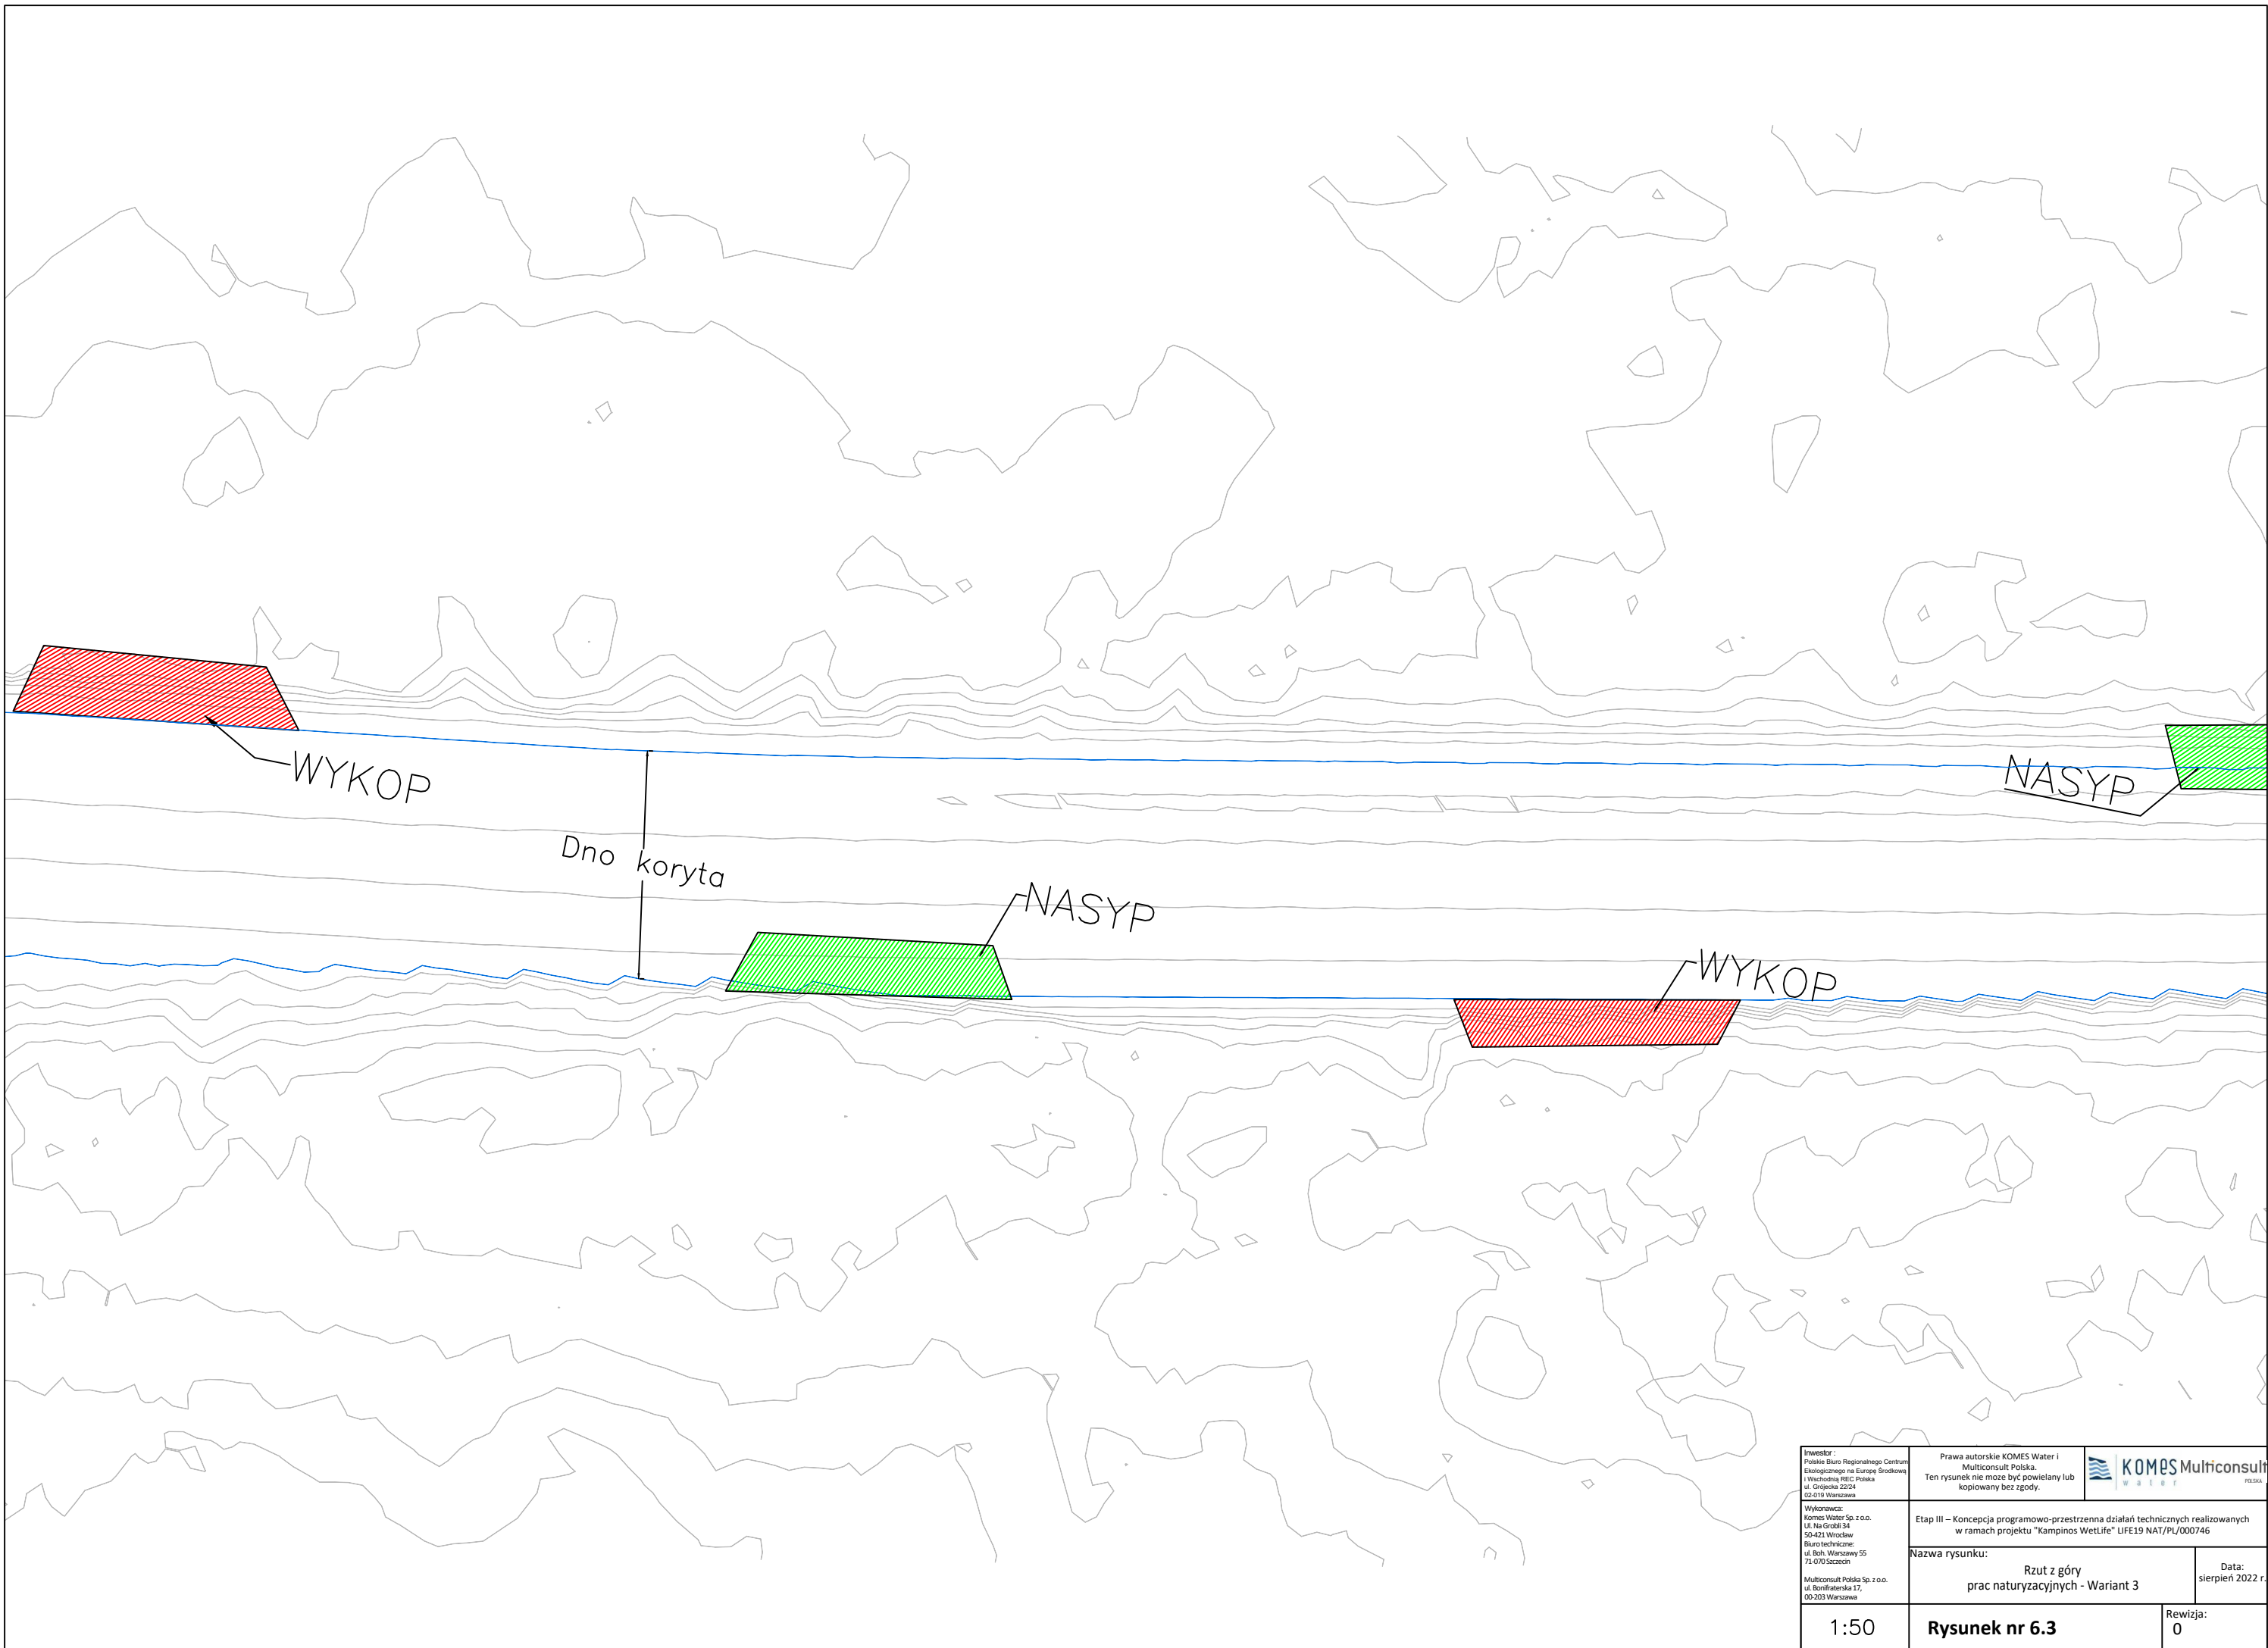 WYKOP
NASYP
Dno koryta
NASYP
WYKOP
Inwestor :
Polskie Biuro Regionalnego Centrum
Ekologicznego na Europę Środkową
i Wschodnią REC Polska
ul. Grójecka 22/24
02-019 Warszawa
Prawa autorskie KOMES Water i
Multiconsult Polska.
Ten rysunek nie moze być powielany lub
kopiowany bez zgody.
KOMES
water
Multiconsult
POLSKA
Wykonawca:
Komes Water Sp. z o.o.
Ul. Na Grobli 34
50-421 Wrocław
Biuro techniczne:
ul. Boh. Warszawy 55
71-070 Szczecin
Multiconsult Polska Sp. z o.o.
ul. Bonifraterska 17,
00-203 Warszawa
Etap III – Koncepcja programowo-przestrzenna działań technicznych realizowanych
w ramach projektu "Kampinos WetLife" LIFE19 NAT/PL/000746
Nazwa rysunku:
Rzut z góry
prac naturyzacyjnych - Wariant 3
Data:
sierpień 2022 r.
1:50
Rysunek nr 6.3
Rewizja:
0